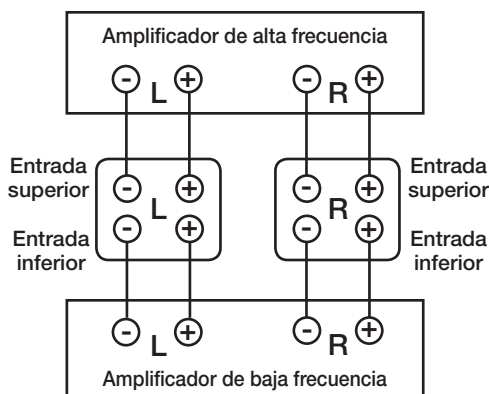 Amplificador de alta frecuencia
- L + - R +
Entrada
superior
- L +
- +
Entrada
inferior
- R +
- +
Entrada
superior
Entrada
inferior
- L + - R +
Amplificador de baja frecuencia